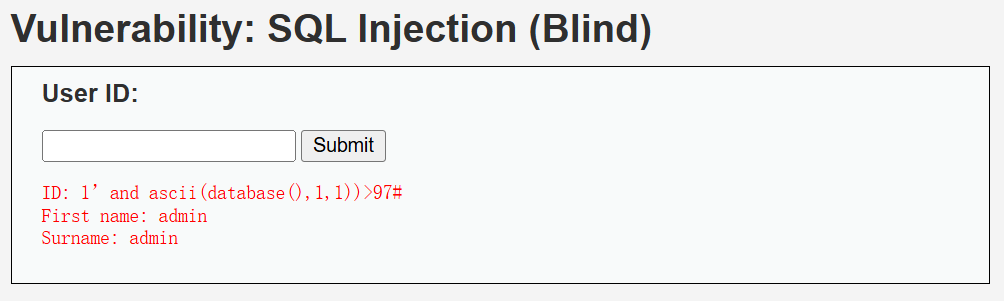 Vulnerability: SQL Injection (Blind)
User ID:
Submit
ID: 1’ and ascii(database(),1,1))>97#
First name: admin
Surname: admin